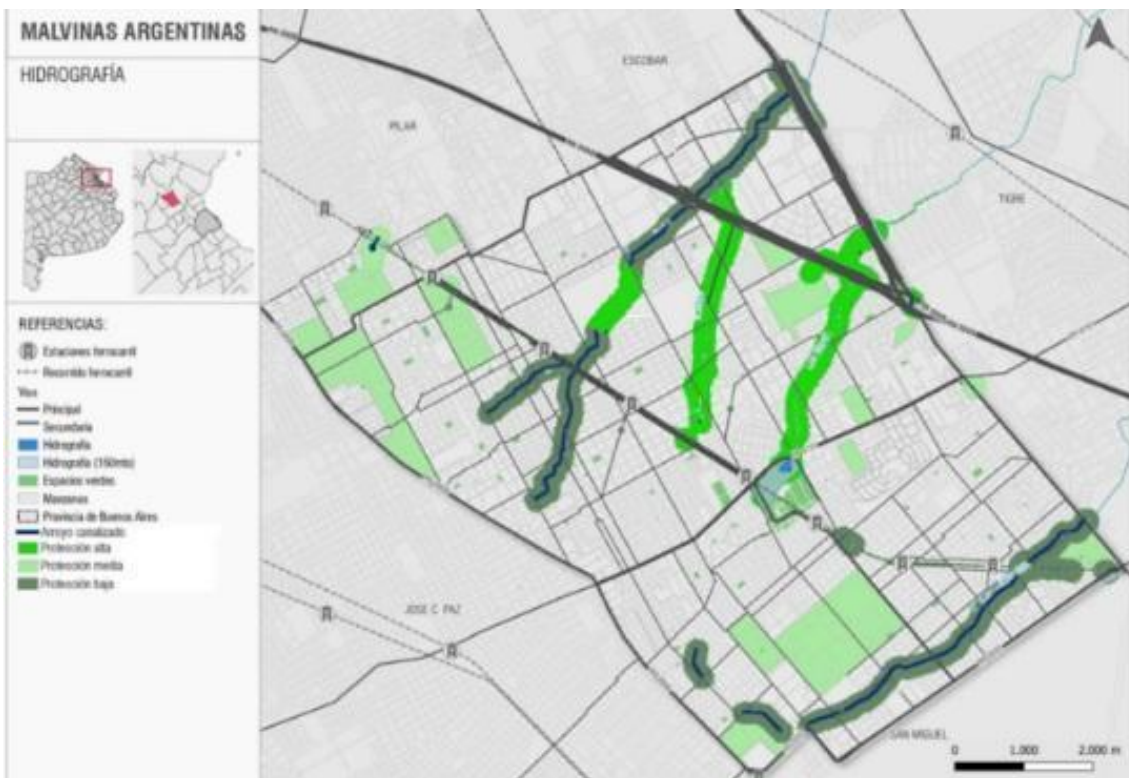 MALVINAS ARGENTINAS
HIDROGRAFÍA
REFERENCIAS:
Estaciones ferrocarril
Recorrido ferrocarril
Vías
Principal
Secundaria
Hidrografía
Hidrografía (150mts)
Espacios verdes
Manzanas
Provincia de Buenos Aires
Arroyo canalizado
Protección alta
Protección media
Protección baja
ESCOBAR
PILAR
TIGRE
JOSE C PAZ
SAN MIGUEL
0 1.000 2.000 m